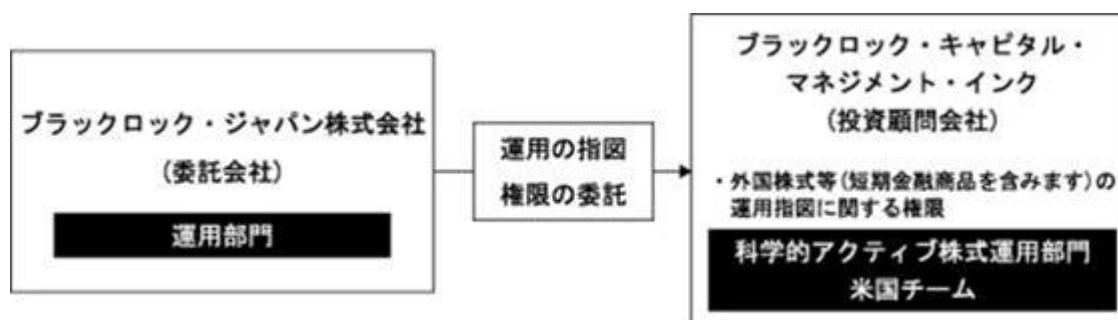 ブラックロック・ジャパン株式会社
(委託会社)
運用部門
運用の指図
権限の委託
ブラックロック・キャピタル・
マネジメント・インク
(投資顧問会社)
・外国株式等(短期金融商品を含みます)の
運用指図に関する権限
科学的アクティブ株式運用部門
米国チーム